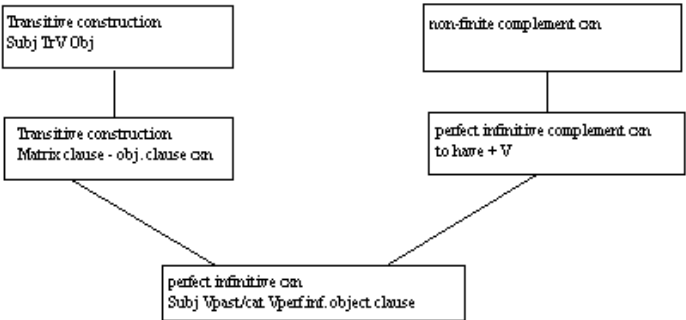 Transitive construction
Subj TrV Obj
non-finite complement cxn
Transitive construction
Matrix clause - obj. clause cxn
perfect infinitive complement cxn
to have + V
perfect infinitive cxn
Subj Vpast/cat Vperf.inf. object clause